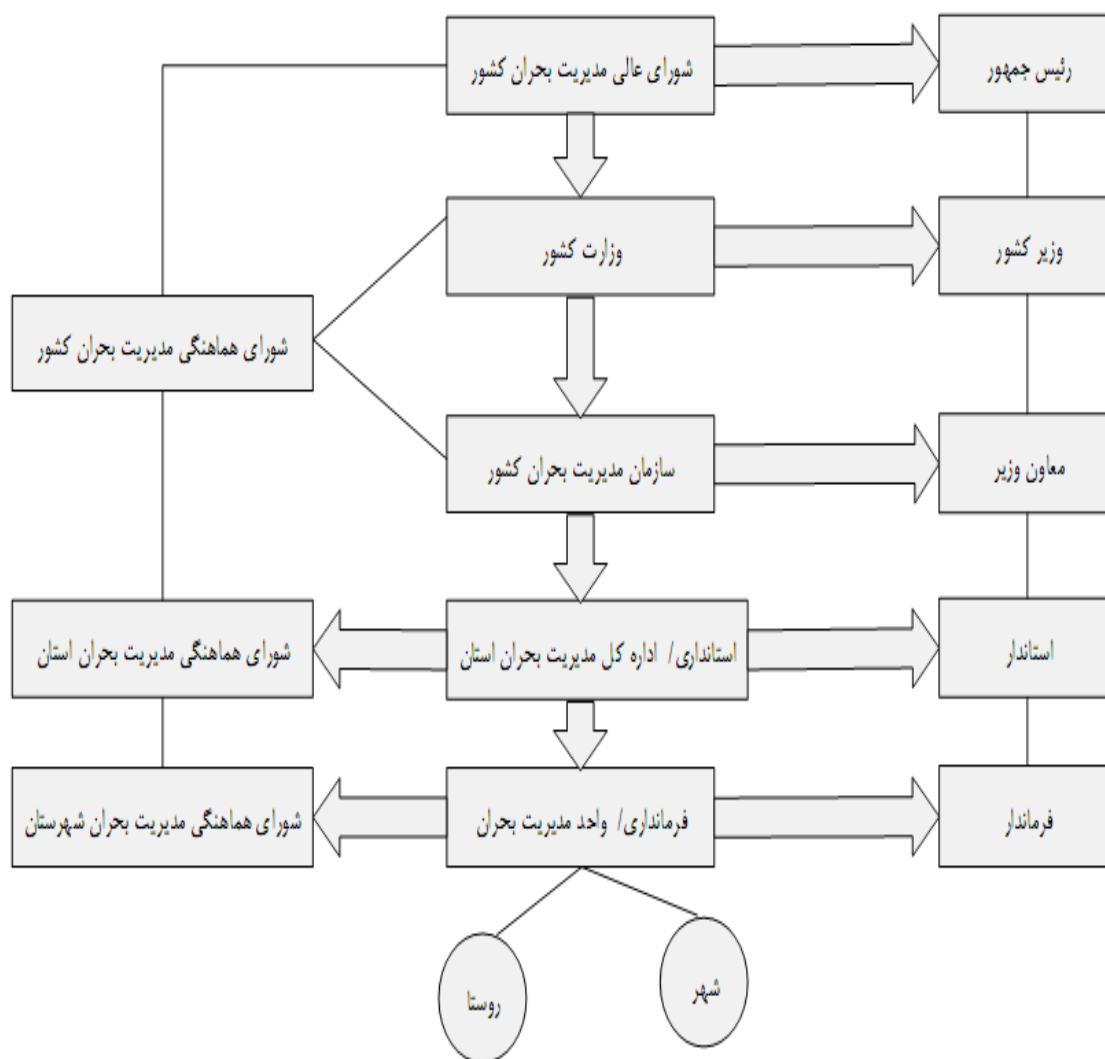 شورای عالی مدیریت بحران کشور
رئیس جمهور
وزارت کشور
وزیر کشور
شورای هماهنگی مدیریت بحران کشور
سازمان مدیریت بحران کشور
معاون وزیر
استانداری/ اداره کل مدیریت بحران استان
استاندار
شورای هماهنگی مدیریت بحران استان
فرمانداری/ واحد مدیریت بحران
فرماندار
شورای هماهنگی مدیریت بحران شهرستان
شهر
روستا